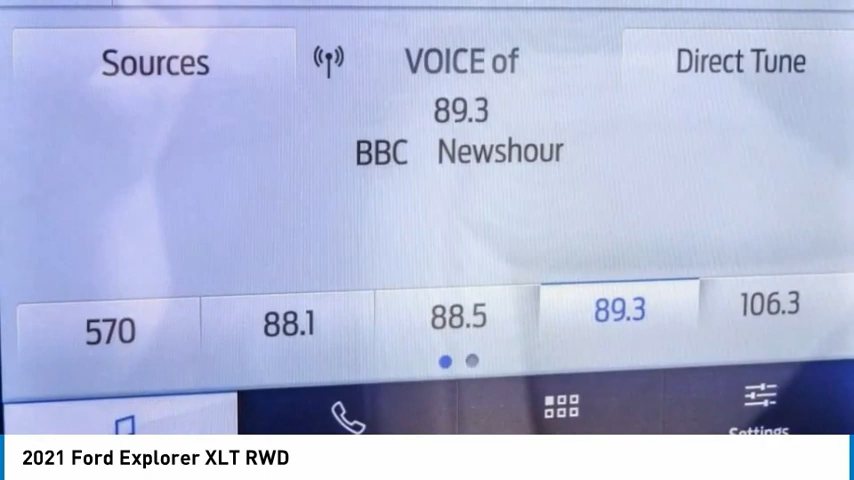 Sources
VOICE of
Direct Tune
89.3
BBC Newshour
570
88.1
88.5
89.3
106.3
Settings
2021 Ford Explorer XLT RWD